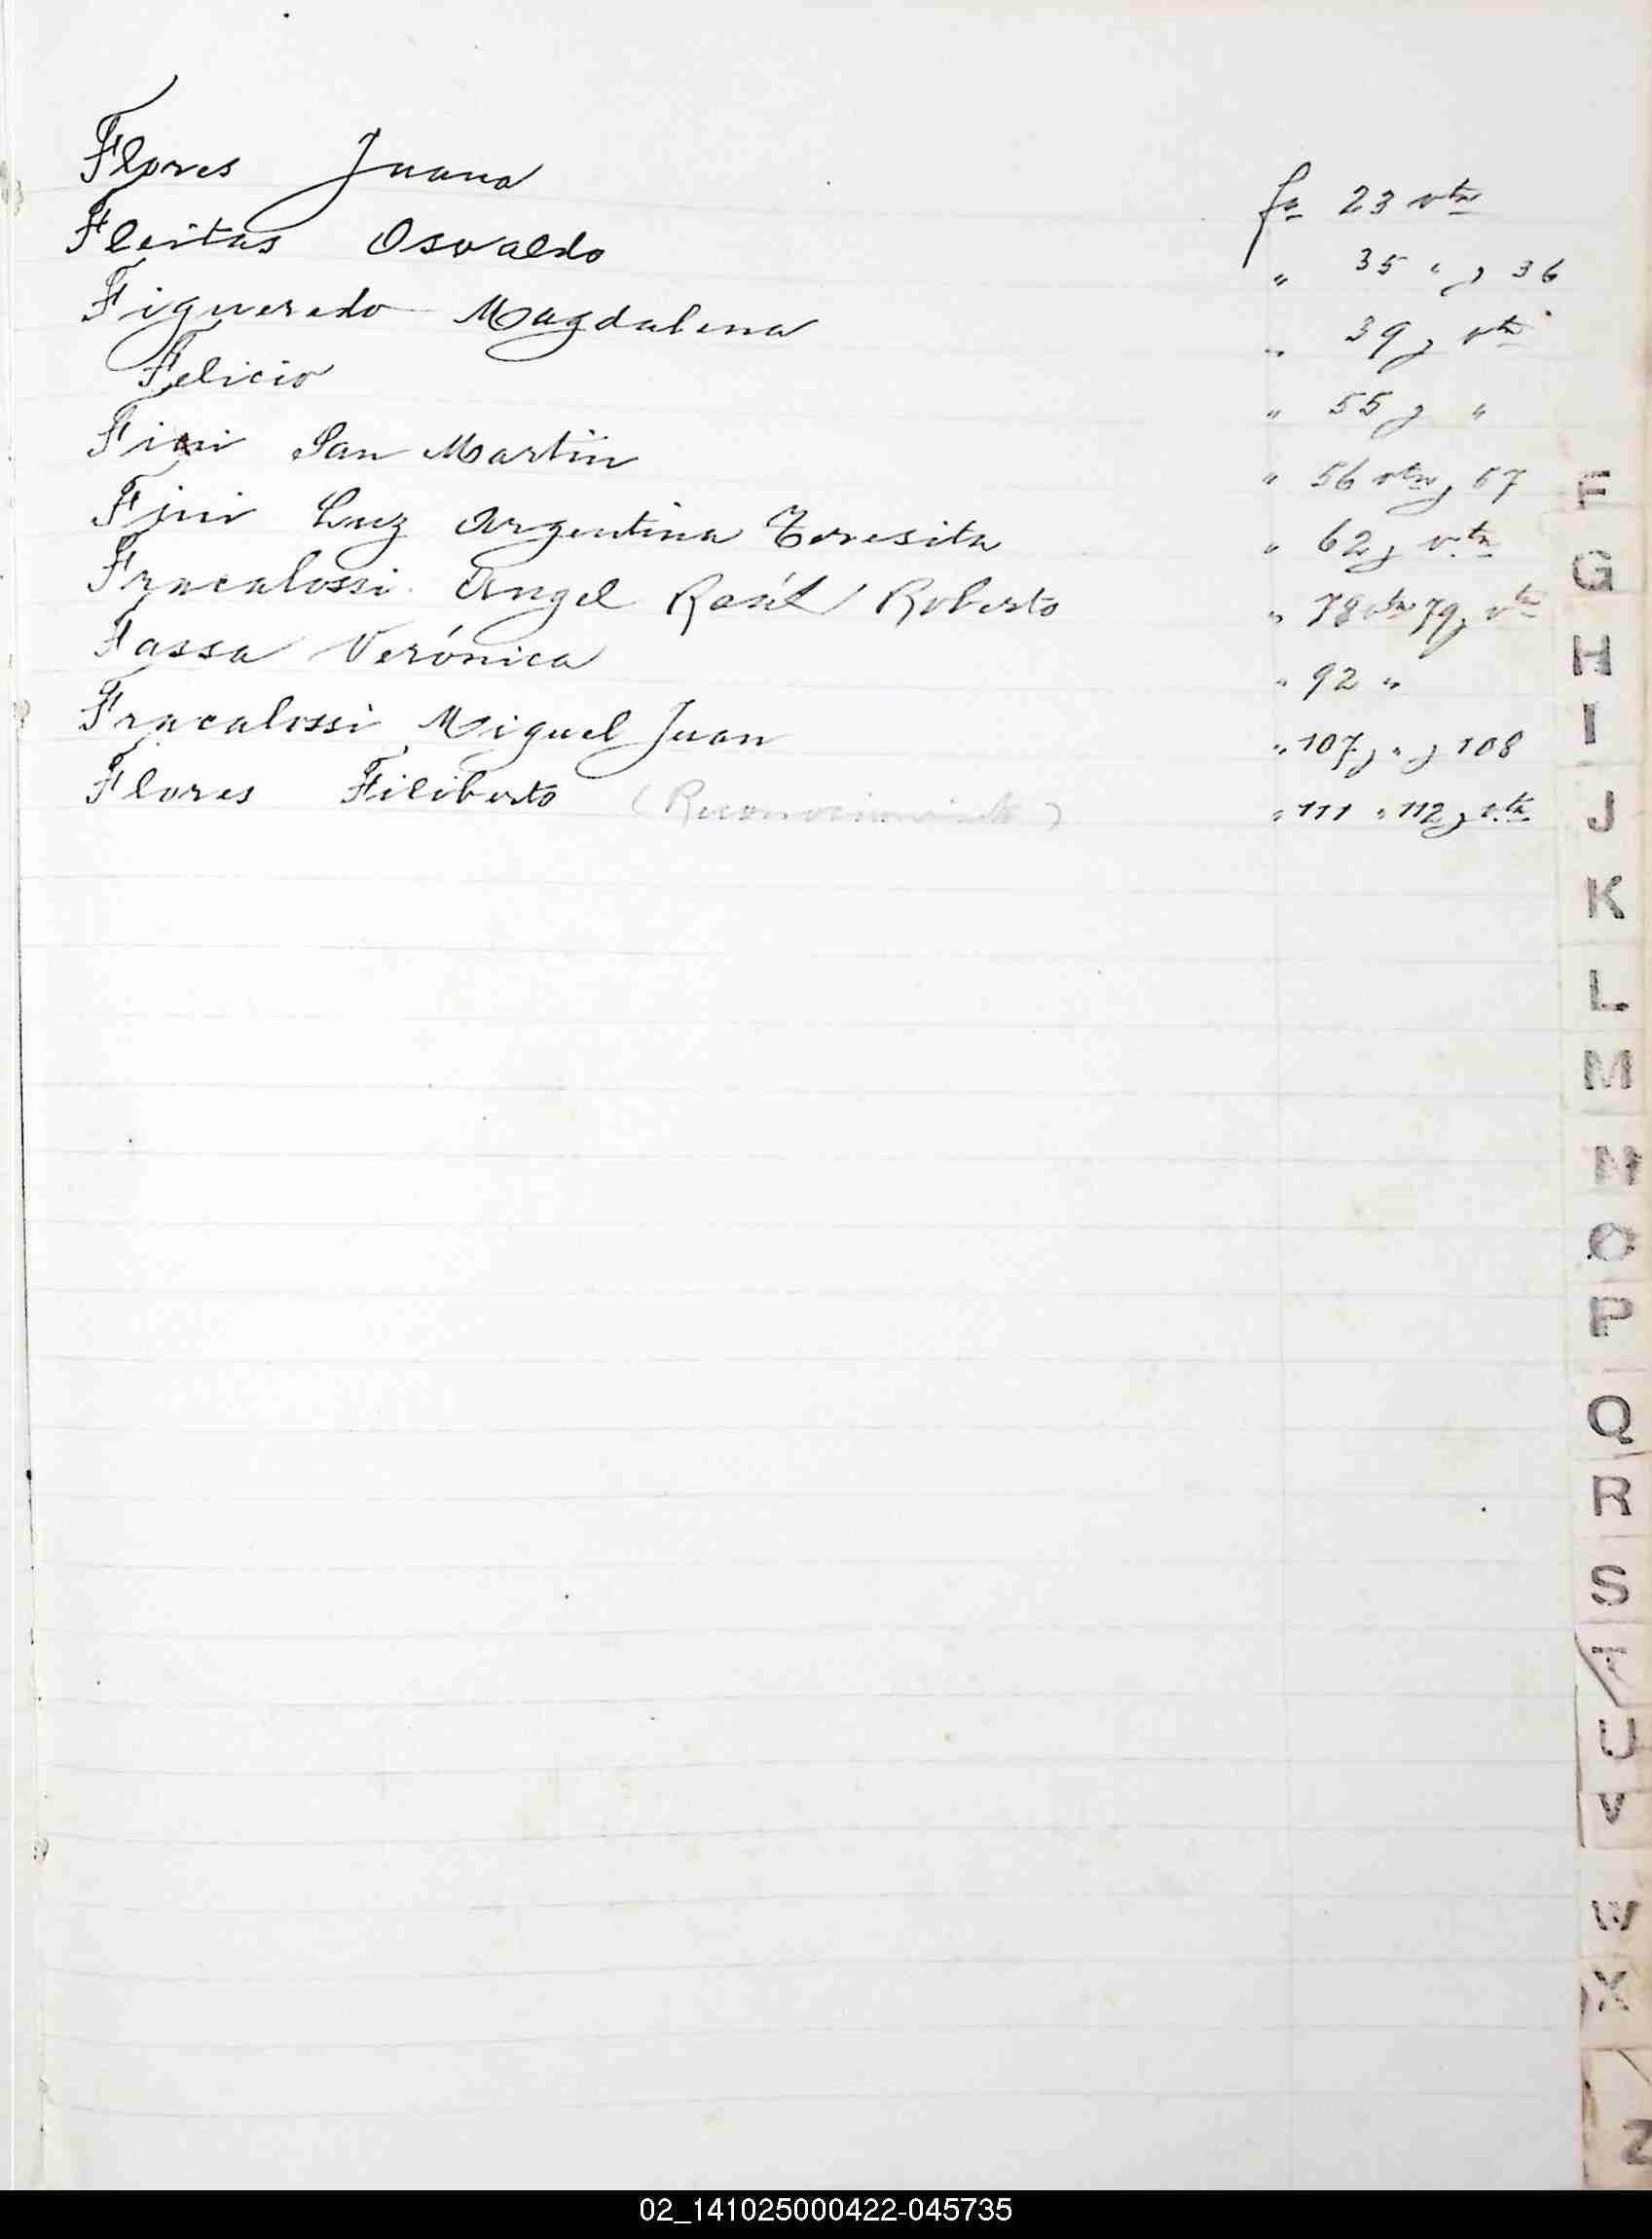 Flores Juana fs 23 vta
Fleitas Osvaldo " 35 " y 36
Figueredo Magdalena " 39 y vta
Felicio " 55 y "
Fini San Martin " 56 vta y 57
Fini Luz Argentina Teresita " 62 y vta
Fracalossi Angel Raúl Roberto " 78 vta 79 y vta
Fassa Verónica " 92 "
Fracalossi Miguel Juan " 107 y " y 108
Flores Filiberto (Reconocimiento) " 111 " 112 y vta
F
G
H
I
J
K
L
M
N
O
P
Q
R
S
T
U
V
W
X
Z
02_141025000422-045735